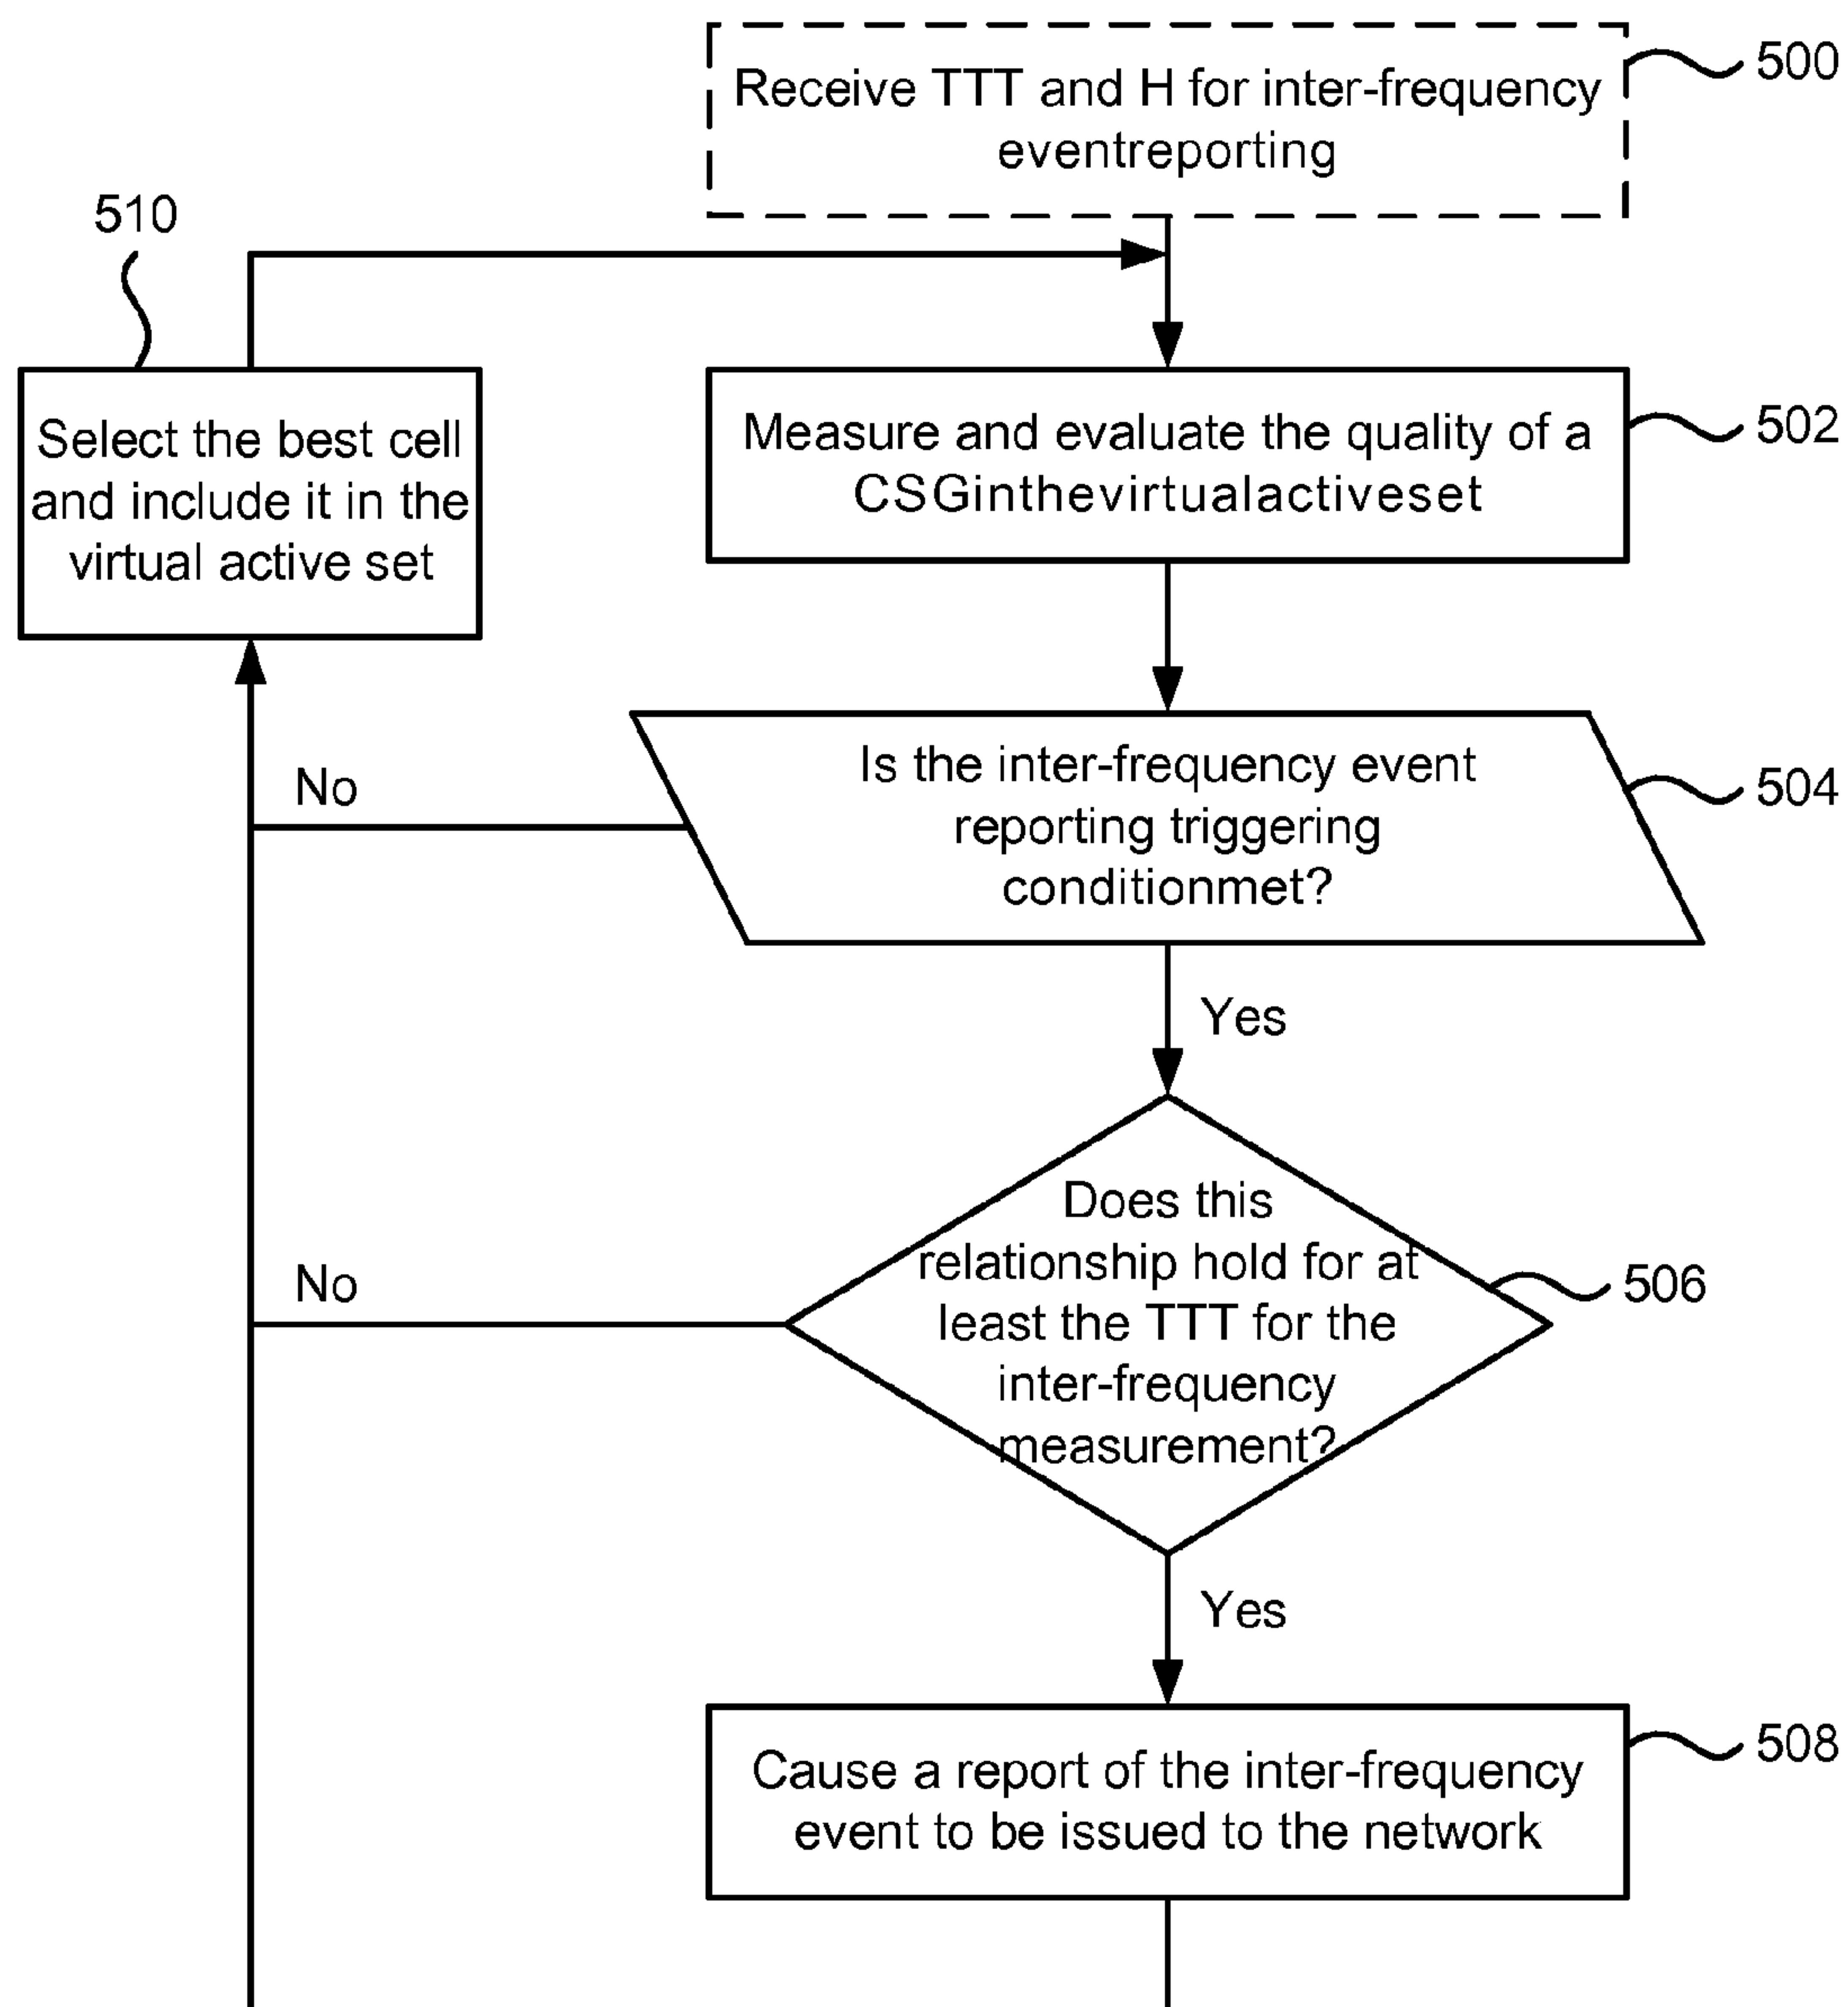 Receive TTT and H for inter-frequency
eventreporting
500
510
Select the best cell
and include it in the
virtual active set
Measure and evaluate the quality of a
CSGinthevirtualactiveset
502
Is the inter-frequency event
reporting triggering
conditionmet?
504
No
Yes
Does this
relationship hold for at
least the TTT for the
inter-frequency
measurement?
506
No
Yes
Cause a report of the inter-frequency
event to be issued to the network
508